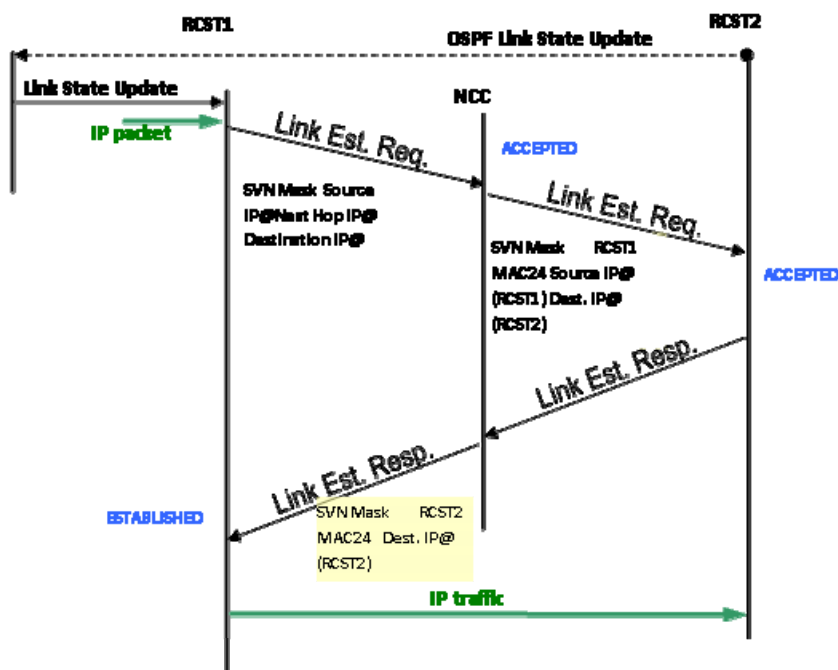 RCST1
RCST2
OSPF Link State Update
Link State Update
NCC
IP packet
Link Est. Req.
ACCEPTED
SVN Mask Source
IP@Next Hop IP@
Destination IP@
Link Est. Req.
SVN Mask RCST1
MAC24 Source IP@
(RCST1) Dest. IP@
(RCST2)
ACCEPTED
Link Est. Resp.
Link Est. Resp.
ESTABLISHED
SVN Mask RCST2
MAC24 Dest. IP@
(RCST2)
IP traffic